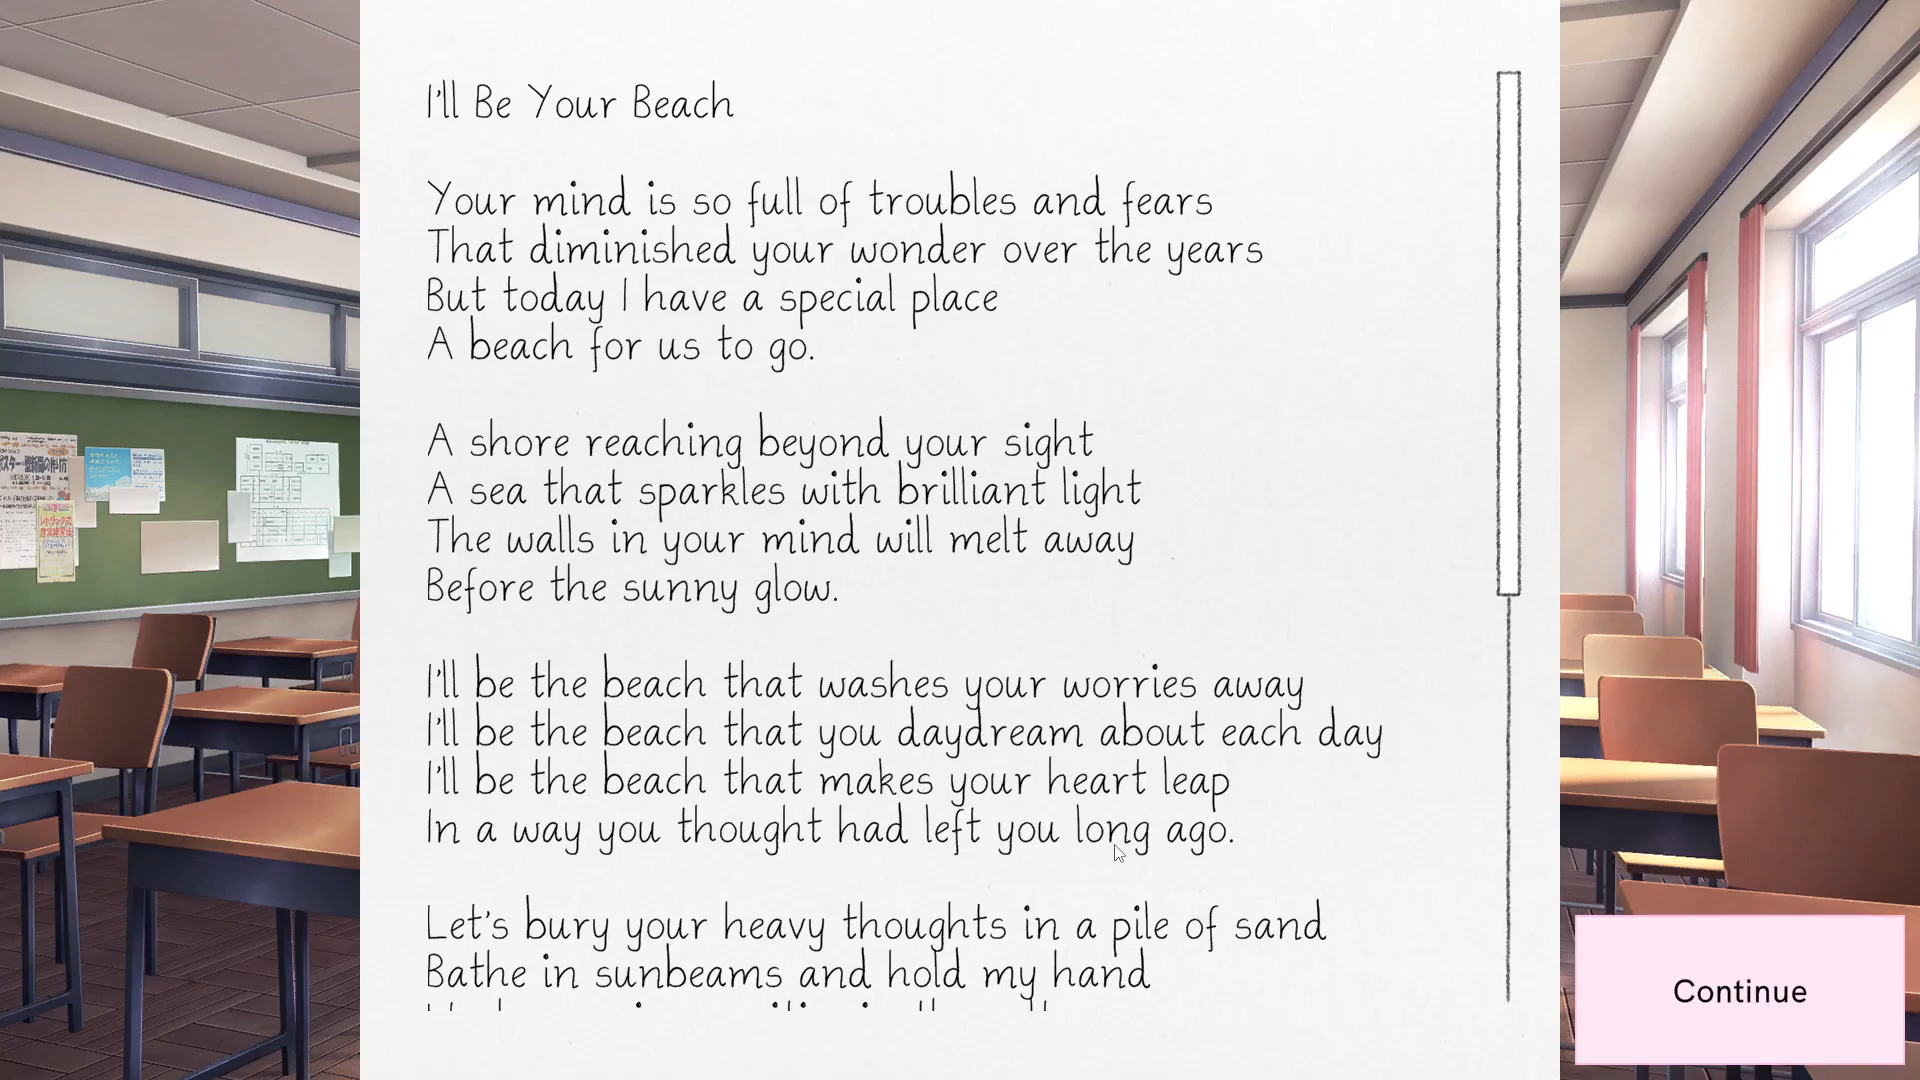 I'll Be Your Beach
Your mind is so full of troubles and fears
That diminished your wonder over the years
But today I have a special place
A beach for us to go.
A shore reaching beyond your sight
A sea that sparkles with brilliant light
The walls in your mind will melt away
Before the sunny glow.
I'll be the beach that washes your worries away
I'll be the beach that you daydream about each day
I'll be the beach that makes your heart leap
In a way you thought had left you long ago.
Let's bury your heavy thoughts in a pile of sand
Bathe in sunbeams and hold my hand
Continue